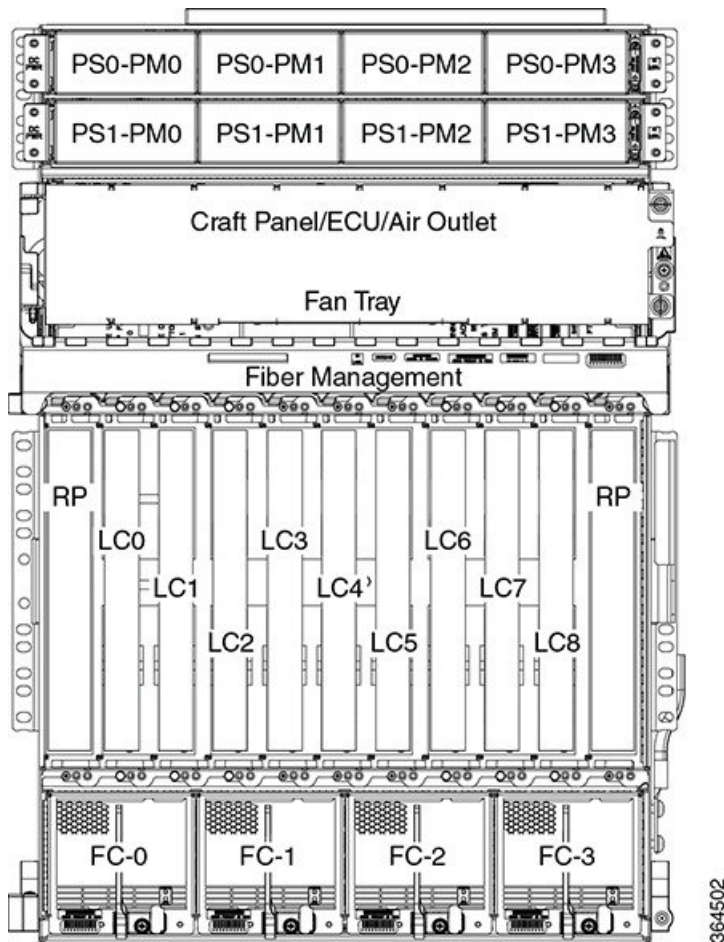 PS0-PM0 PS0-PM1 PS0-PM2 PS0-PM3
PS1-PM0 PS1-PM1 PS1-PM2 PS1-PM3
Craft Panel/ECU/Air Outlet
Fan Tray
Fiber Management
RP RP
LC0 LC3 LC6
LC1 LC4 LC7
LC2 LC5 LC8
FC-0 FC-1 FC-2 FC-3
364502